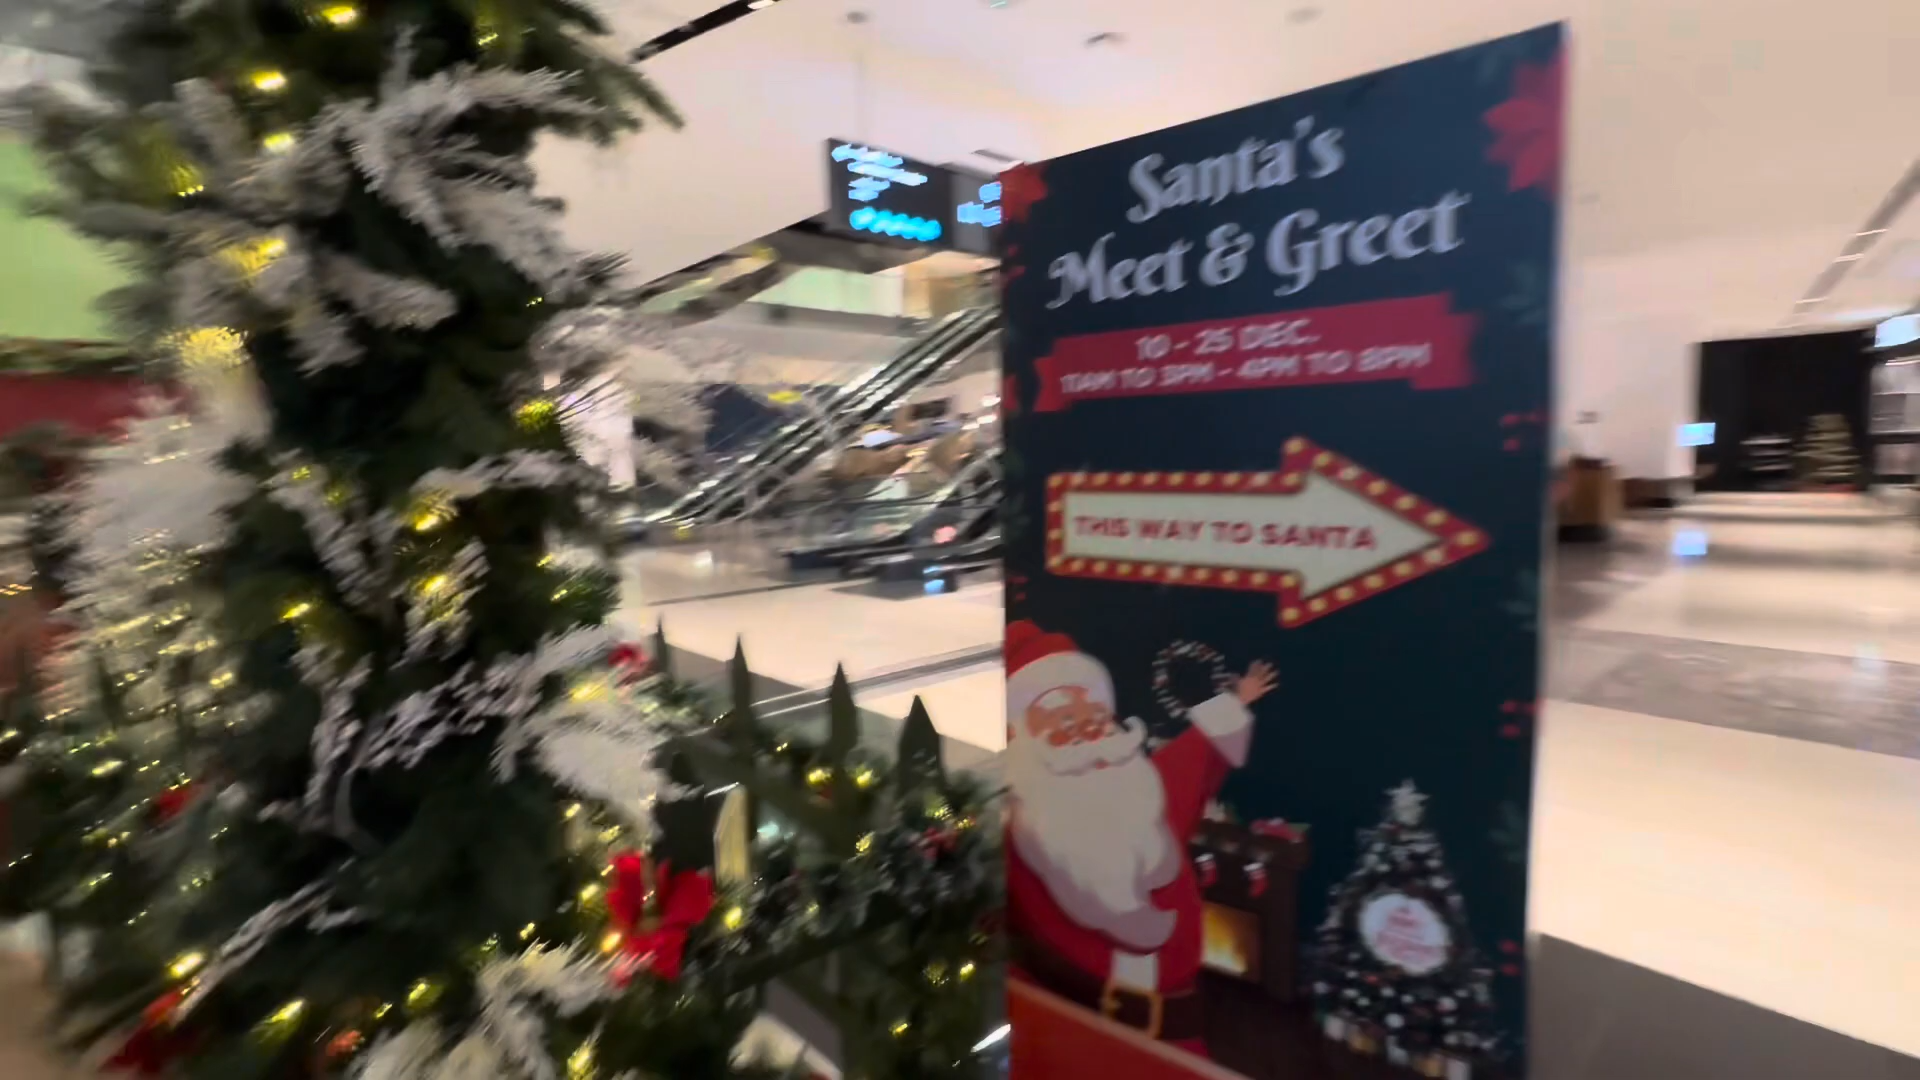 Santa's
Meet & Greet
10 - 25 DEC.
11AM TO 3PM - 4PM TO 8PM
THIS WAY TO SANTA